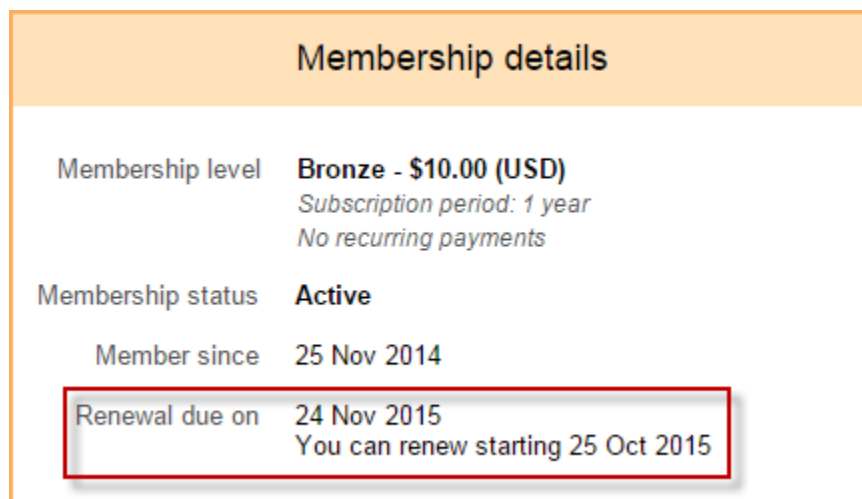 Membership details
Membership level Bronze - $10.00 (USD)
Subscription period: 1 year
No recurring payments
Membership status Active
Member since 25 Nov 2014
Renewal due on 24 Nov 2015
You can renew starting 25 Oct 2015